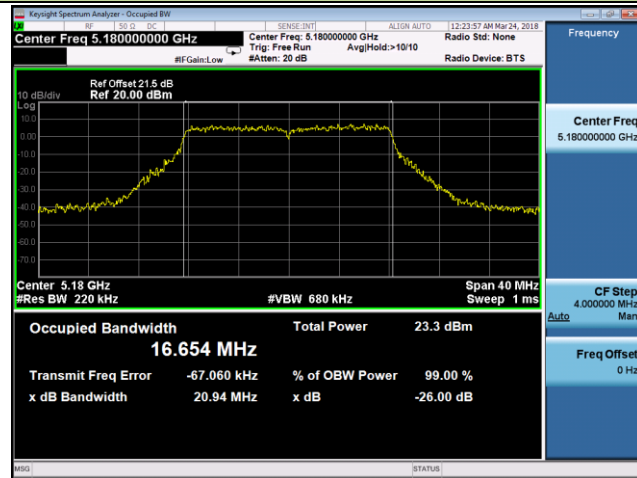 Keysight Spectrum Analyzer - Occupied BW
RF 50 Ω DC SENSE:INT ALIGN AUTO 12:23:57 AM Mar 24, 2018
Center Freq 5.180000000 GHz Center Freq: 5.180000000 GHz Radio Std: None
Trig: Free Run Avg|Hold:>10/10
#IFGain:Low #Atten: 20 dB Radio Device: BTS
Ref Offset 21.5 dB
10 dB/div Ref 20.00 dBm
Log
10.0
0.00
-10.0
-20.0
-30.0
-40.0
-50.0
-60.0
-70.0
Center 5.18 GHz Span 40 MHz
#Res BW 220 kHz #VBW 680 kHz Sweep 1 ms
Occupied Bandwidth Total Power 23.3 dBm
16.654 MHz
Transmit Freq Error -67.060 kHz % of OBW Power 99.00 %
x dB Bandwidth 20.94 MHz x dB -26.00 dB
MSG STATUS
Frequency
Center Freq
5.180000000 GHz
CF Step
4.000000 MHz
Auto Man
Freq Offset
0 Hz